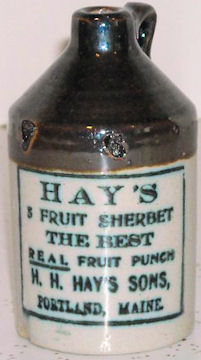 HAY'S
5 FRUIT SHERBET
THE BEST
REAL FRUIT PUNCH
H. H. HAY'S SONS,
PORTLAND, MAINE.